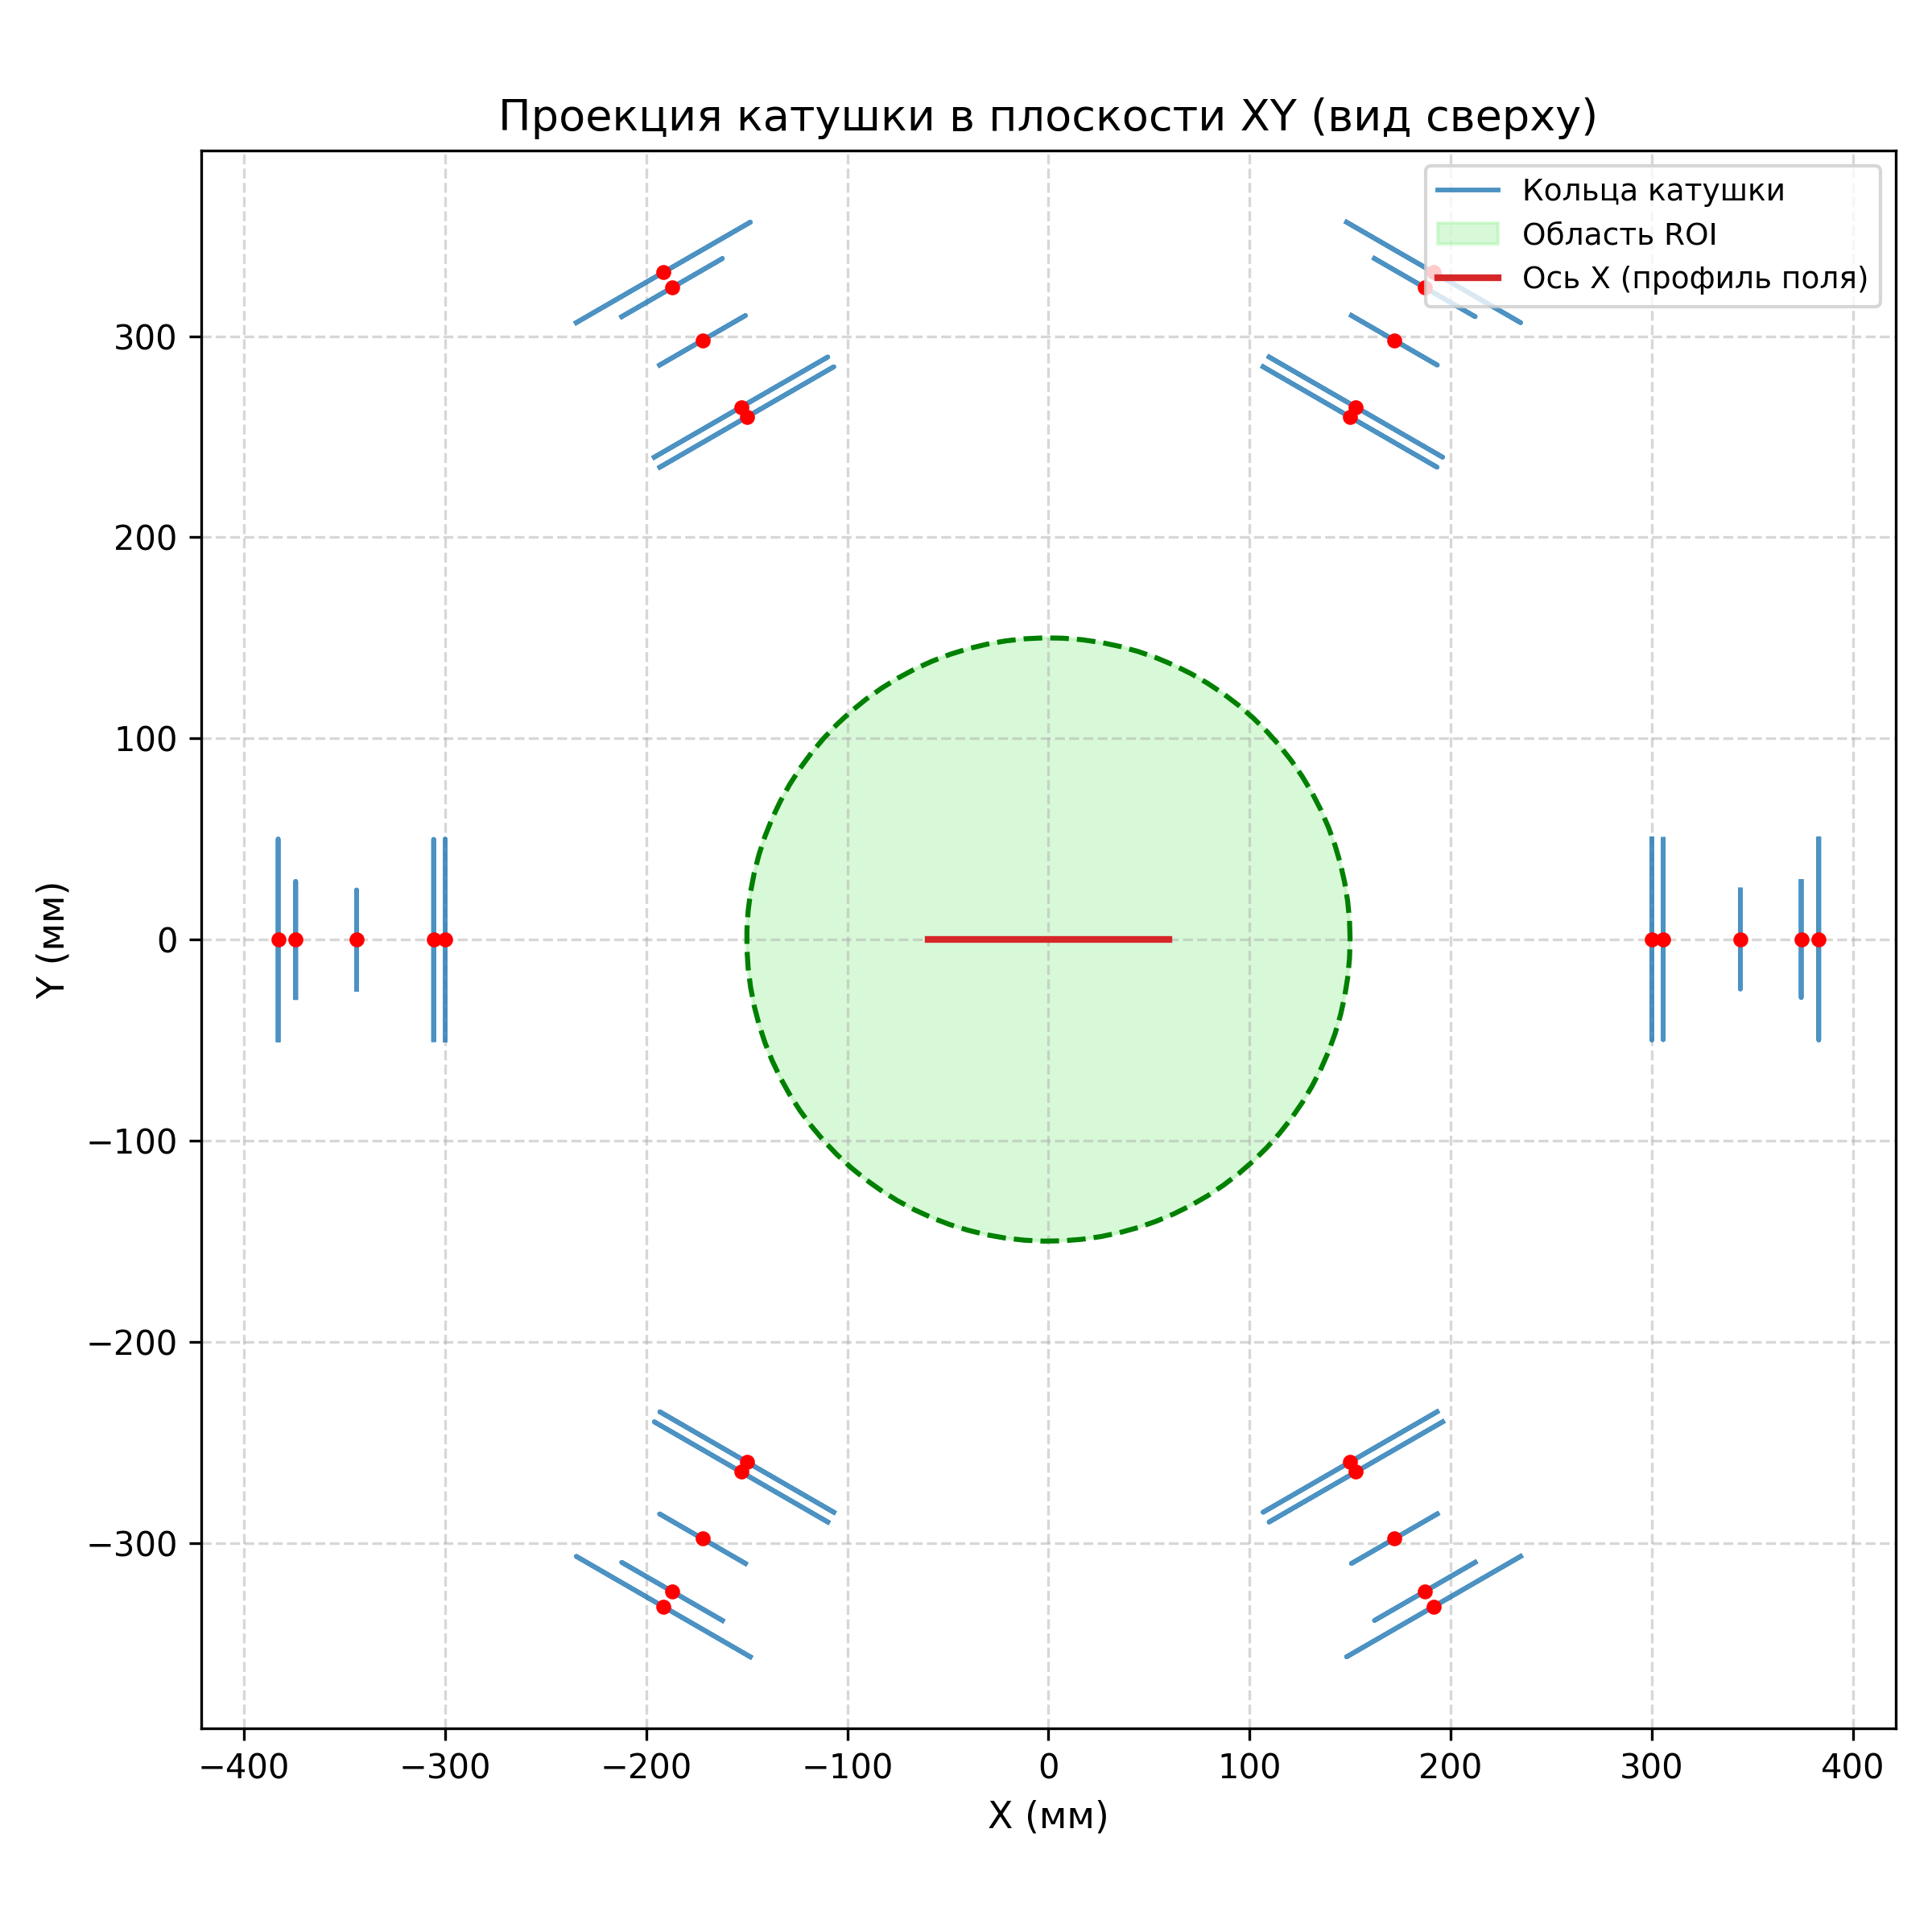 Проекция катушки в плоскости XY (вид сверху)
Кольца катушки
Область ROI
Ось X (профиль поля)
300
200
100
0
−100
−200
−300
Y (мм)
−400 −300 −200 −100 0 100 200 300 400
X (мм)